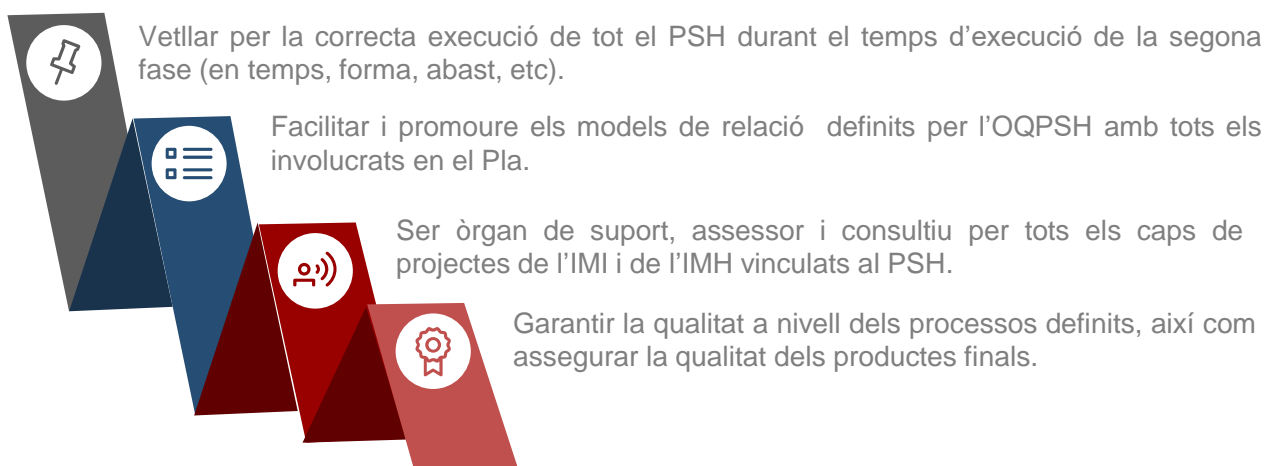 Vetllar per la correcta execució de tot el PSH durant el temps d’execució de la segona
fase (en temps, forma, abast, etc).
Facilitar i promoure els models de relació definits per l’OQPSH amb tots els
involucrats en el Pla.
Ser òrgan de suport, assessor i consultiu per tots els caps de
projectes de l’IMI i de l’IMH vinculats al PSH.
Garantir la qualitat a nivell dels processos definits, així com
assegurar la qualitat dels productes finals.